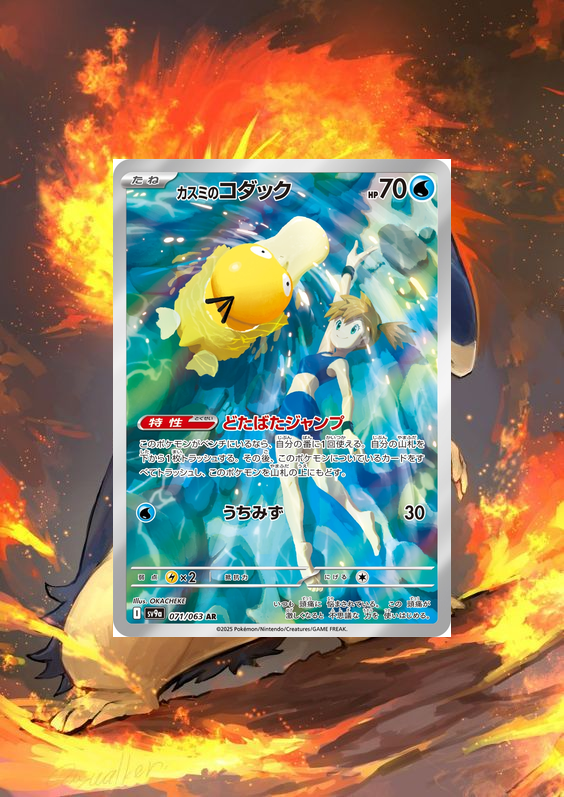 たね
カスミのコダック
HP 70
特性 とくせい どたばたジャンプ
このポケモンがベンチにいるなら、自分の番に1回使える。自分の山札を
下から1枚トラッシュする。その後、このポケモンについているカードをす
べてトラッシュし、このポケモンを山札の上にもどす。
うちみず 30
弱点 ×2 抵抗力 にげる
Illus. OKACHEKE
I sv9a 071/063 AR
いつも 頭痛に 悩まされている。 この 頭痛が
激しくなると 不思議な 力を 使いはじめる。
©2025 Pokémon/Nintendo/Creatures/GAME FREAK.